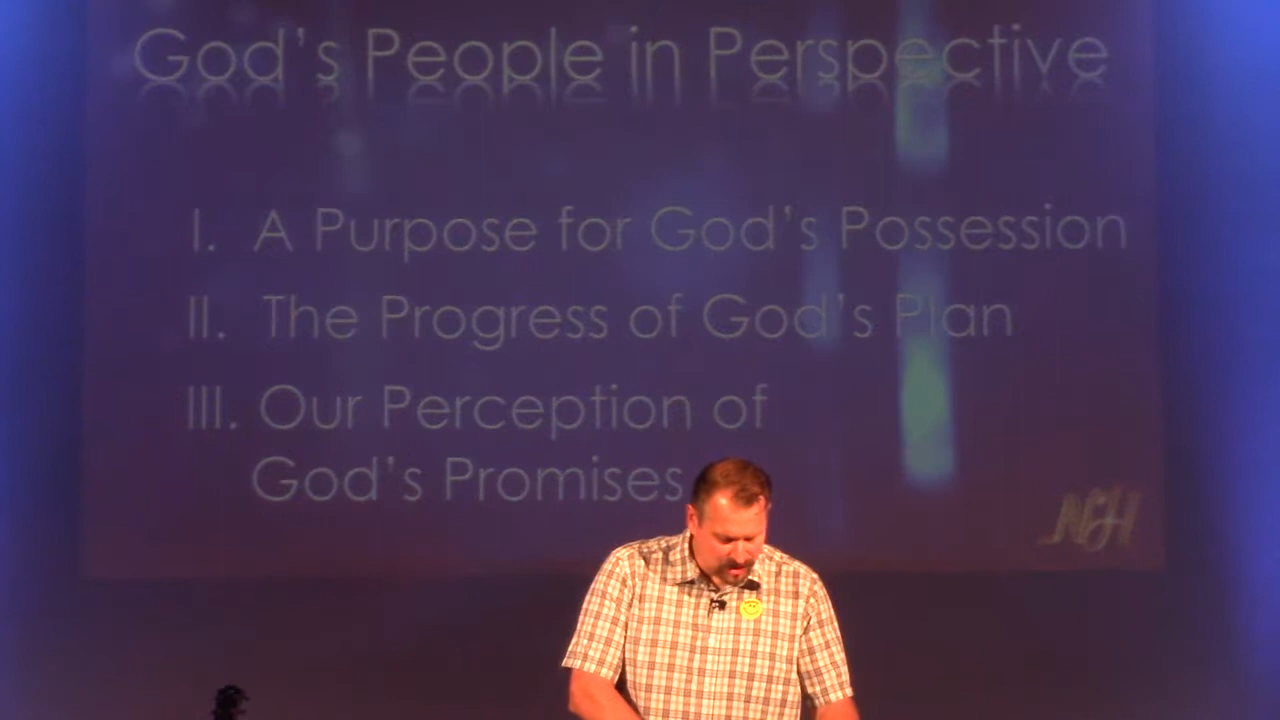 God's People in Perspective
I. A Purpose for God's Possession
II. The Progress of God's Plan
III. Our Perception of
God's Promises
NBH